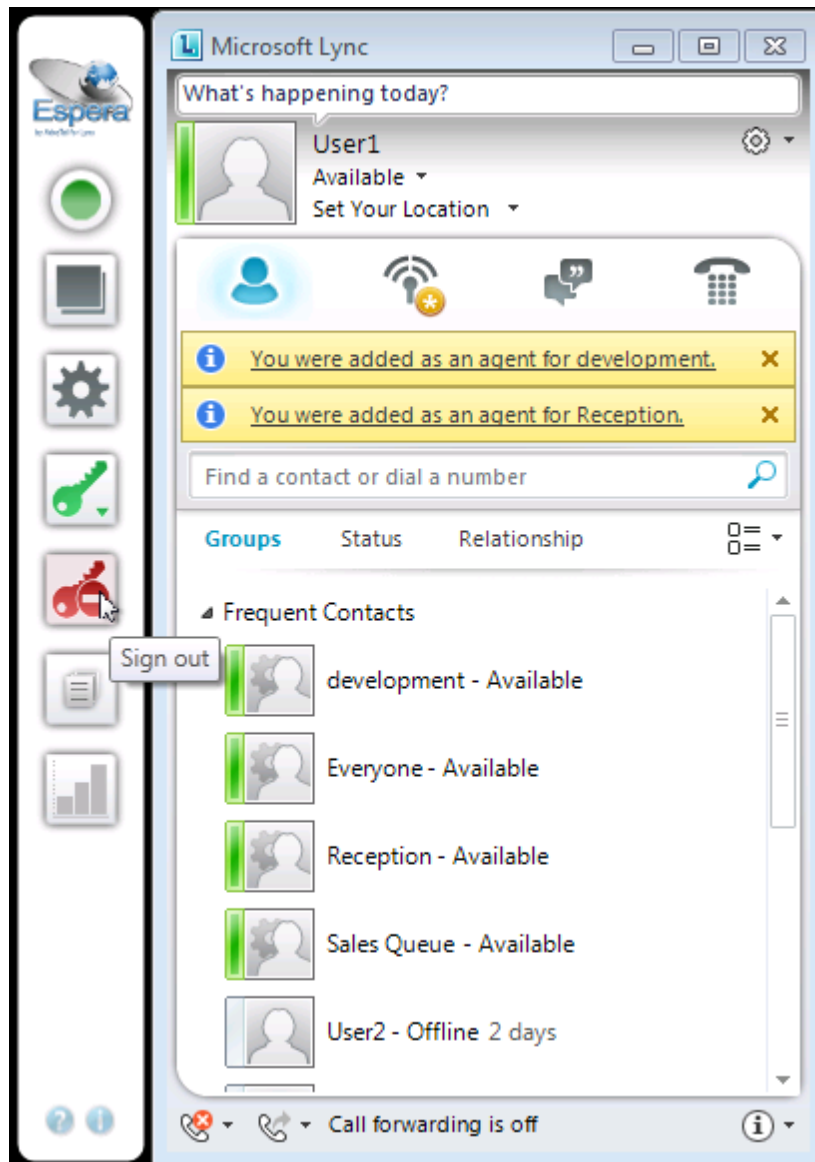 Espera
Microsoft Lync
What's happening today?
User1
Available
Set Your Location
You were added as an agent for development.
You were added as an agent for Reception.
Find a contact or dial a number
Groups Status Relationship
Frequent Contacts
Sign out
development - Available
Everyone - Available
Reception - Available
Sales Queue - Available
User2 - Offline 2 days
Call forwarding is off